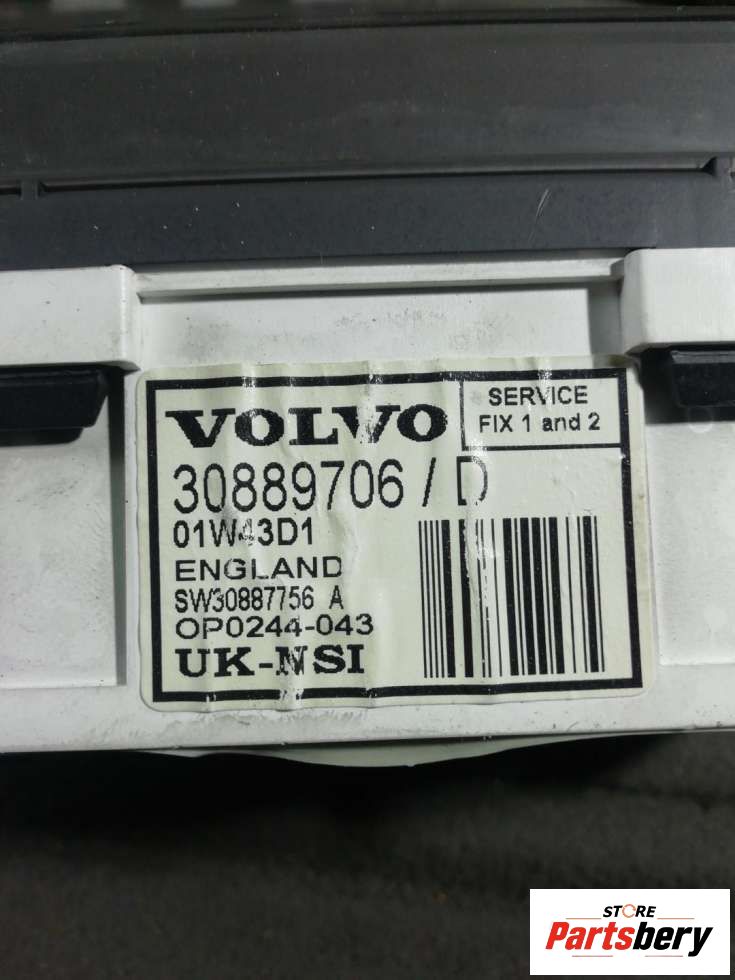 VOLVO
SERVICE
FIX 1 and 2
30889706 / D
01W43D1
ENGLAND
SW30887756 A
OP0244-043
UK-NSI
STORE
Partsbery